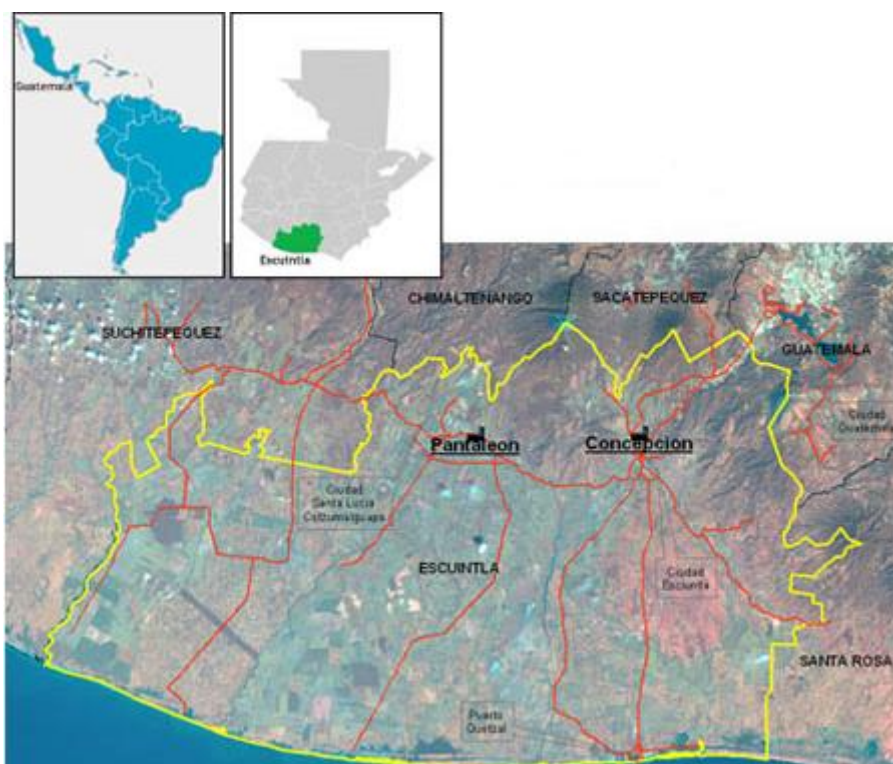 Guatemala
Escuintla
CHIMALTENANGO
SACATEPEQUEZ
SUCHITEPEQUEZ
GUATEMALA
Ciudad
Guatemala
Pantaleon
Concepcion
Ciudad
Santa Lucia
Cotzumalguapa
ESCUINTLA
Ciudad
Escuintla
SANTA ROSA
Puerto
Quetzal